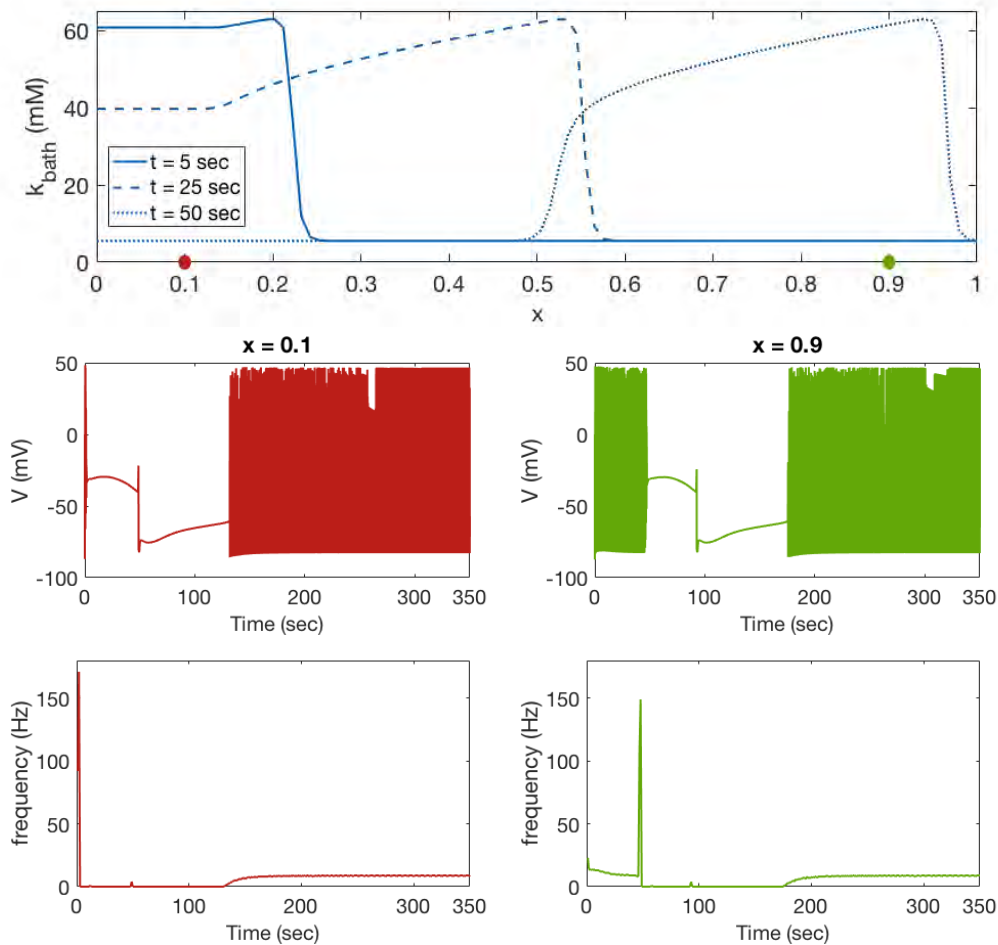 60
40
20
0
k_bath (mM)
t = 5 sec
t = 25 sec
t = 50 sec
0 0.1 0.2 0.3 0.4 0.5 0.6 0.7 0.8 0.9 1
x
x = 0.1
50
0
-50
-100
V (mV)
0 100 200 300 350
Time (sec)
x = 0.9
50
0
-50
-100
V (mV)
0 100 200 300 350
Time (sec)
150
100
50
0
frequency (Hz)
0 100 200 300 350
Time (sec)
150
100
50
0
frequency (Hz)
0 100 200 300 350
Time (sec)